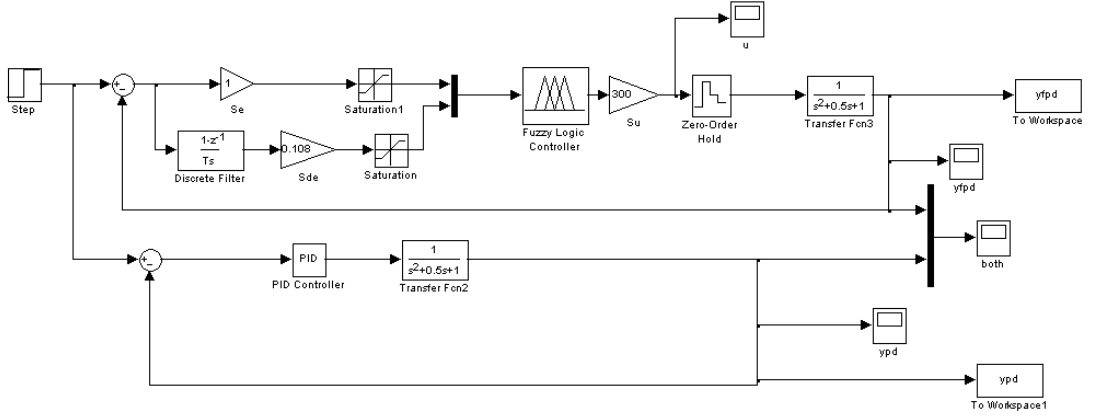 u
Step
1
Se
Saturation1
Fuzzy Logic
Controller
300
Su
Zero-Order
Hold
1
s2+0.5s+1
Transfer Fcn3
yfpd
To Workspace
1-z-1
Ts
Discrete Filter
0.108
Sde
Saturation
yfpd
PID
PID Controller
1
s2+0.5s+1
Transfer Fcn2
both
ypd
ypd
To Workspace1